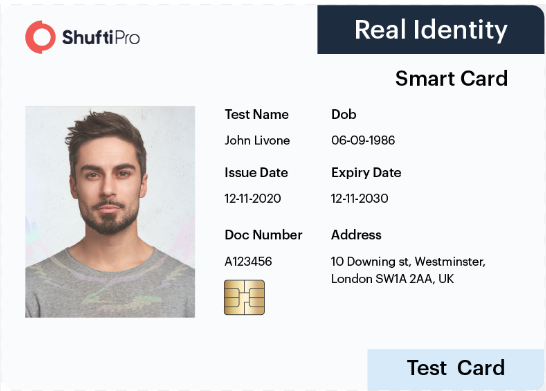 ShuftiPro
Real Identity
Smart Card
Test Name Dob
John Livone 06-09-1986
Issue Date Expiry Date
12-11-2020 12-11-2030
Doc Number Address
A123456 10 Downing st, Westminster,
London SW1A 2AA, UK
Test Card